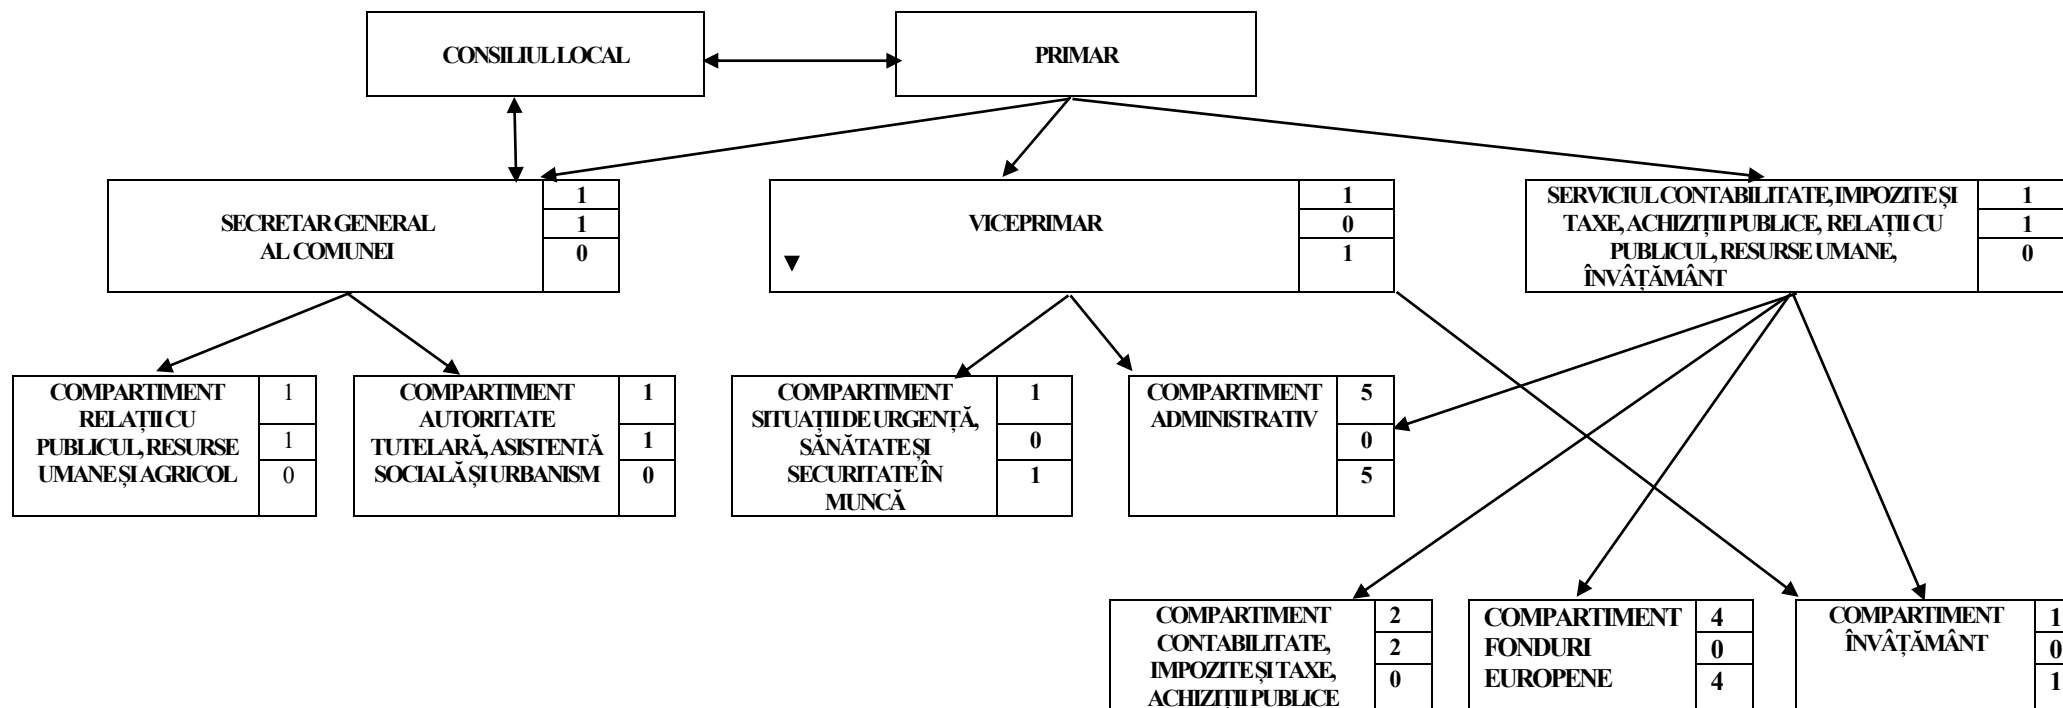 CONSILIUL LOCAL
PRIMAR
SECRETAR GENERAL
AL COMUNEI
1
1
0
VICEPRIMAR
1
0
1
SERVICIUL CONTABILITATE, IMPOZITE ȘI
TAXE, ACHIZIȚII PUBLICE, RELAȚII CU
PUBLICUL, RESURSE UMANE,
ÎNVÂȚĂMÂNT
1
1
0
COMPARTIMENT
RELAȚII CU
PUBLICUL, RESURSE
UMANE ȘI AGRICOL
1
1
0
COMPARTIMENT
AUTORITATE
TUTELARĂ, ASISTENTĂ
SOCIALĂ ȘI URBANISM
1
1
0
COMPARTIMENT
SITUAȚII DE URGENȚĂ,
SĂNĂTATE ȘI
SECURITATE ÎN
MUNCĂ
1
0
1
COMPARTIMENT
ADMINISTRATIV
5
0
5
COMPARTIMENT
CONTABILITATE,
IMPOZITE ȘI TAXE,
ACHIZIȚII PUBLICE
2
2
0
COMPARTIMENT
FONDURI
EUROPENE
4
0
4
COMPARTIMENT
ÎNVĂȚĂMÂNT
1
0
1